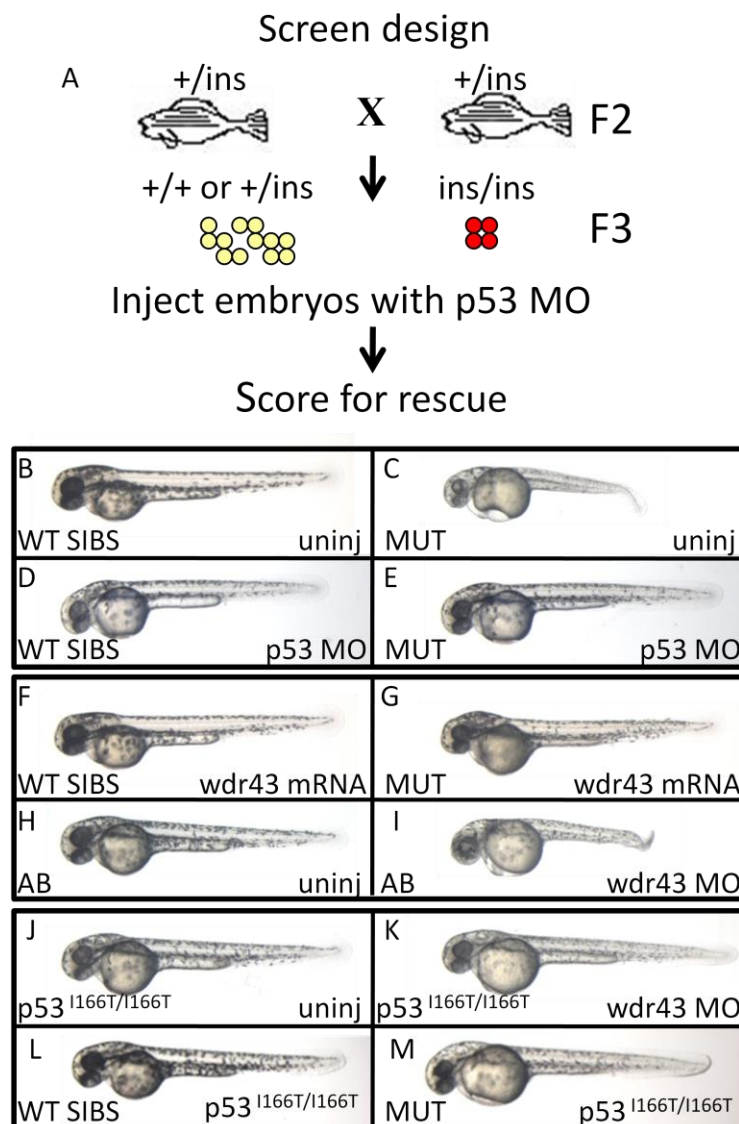 Screen design
A
+/ins X +/ins F2
+/+ or +/ins ins/ins
F3
Inject embryos with p53 MO
Score for rescue
B
WT SIBS uninj
C
MUT uninj
D
WT SIBS p53 MO
E
MUT p53 MO
F
WT SIBS wdr43 mRNA
G
MUT wdr43 mRNA
H
AB uninj
I
AB wdr43 MO
J
p53 I166T/I166T uninj
K
p53 I166T/I166T wdr43 MO
L
WT SIBS p53 I166T/I166T
M
MUT p53 I166T/I166T